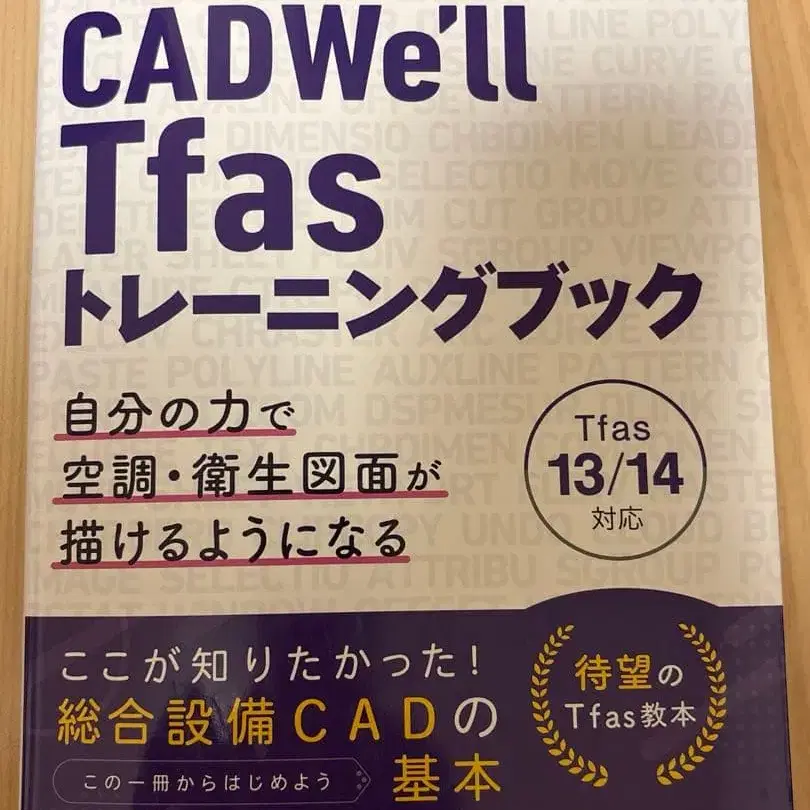 CADWe'll
Tfas
トレーニングブック
自分の力で
空調・衛生図面が
描けるようになる
Tfas
13/14
対応
ここが知りたかった!
総合設備CADの
基本
この一冊からはじめよう
待望の
Tfas教本